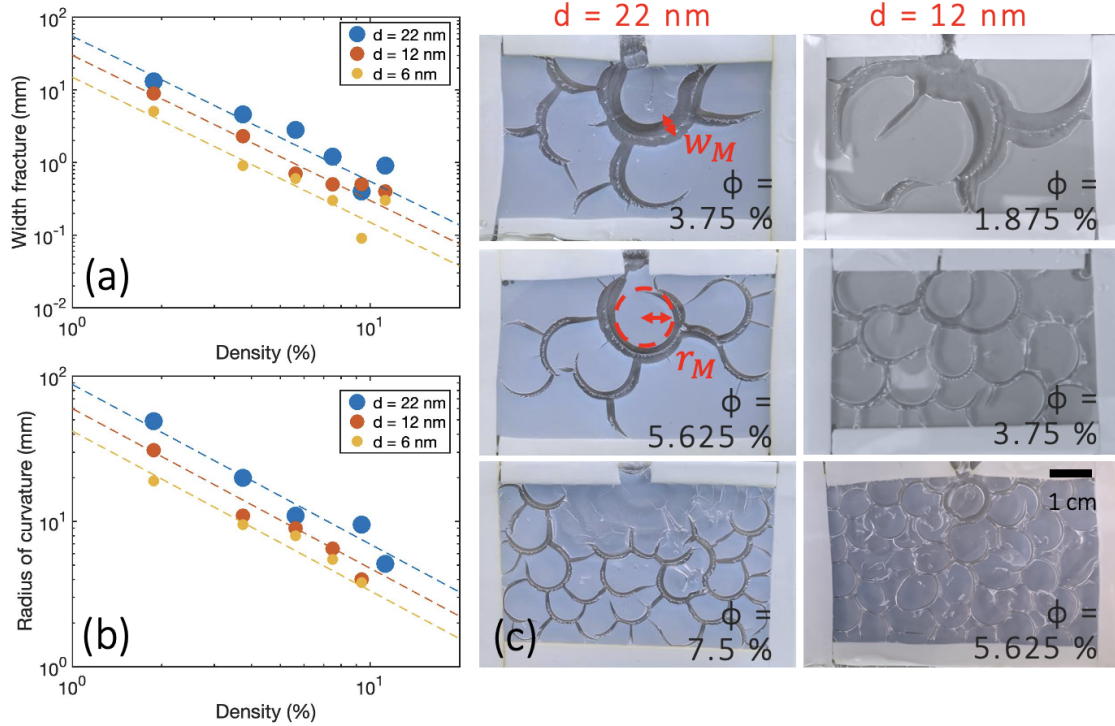 10²
10¹
10⁰
10⁻¹
10⁻²
Width fracture (mm)
d = 22 nm
d = 12 nm
d = 6 nm
(a)
10⁰
10¹
Density (%)
10²
10¹
10⁰
Radius of curvature (mm)
d = 22 nm
d = 12 nm
d = 6 nm
(b)
10⁰
10¹
Density (%)
d = 22 nm
d = 12 nm
w_M
ϕ =
3.75 %
ϕ =
1.875 %
r_M
ϕ =
5.625 %
ϕ =
3.75 %
(c)
ϕ =
7.5 %
1 cm
ϕ =
5.625 %